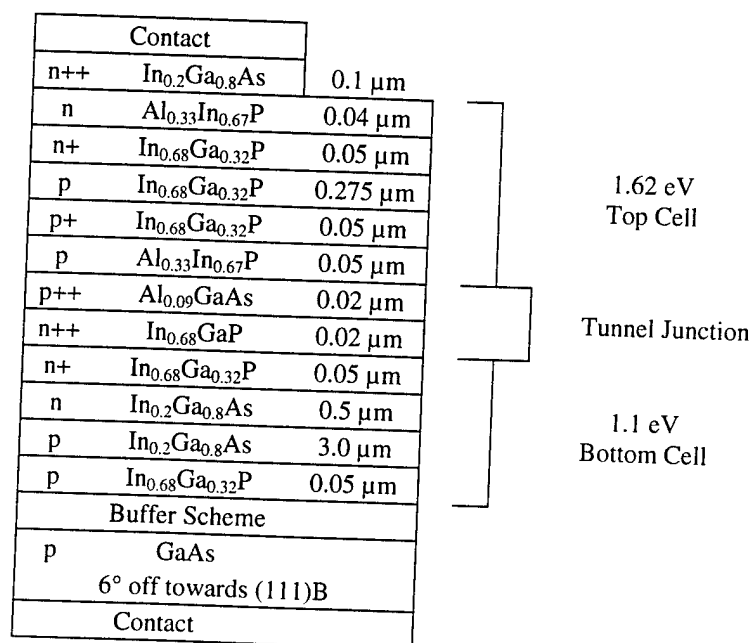 Contact
n++ In₀.₂Ga₀.₈As 0.1 μm
n Al₀.₃₃In₀.₆₇P 0.04 μm
n+ In₀.₆₈Ga₀.₃₂P 0.05 μm
p In₀.₆₈Ga₀.₃₂P 0.275 μm
1.62 eV
Top Cell
p+ In₀.₆₈Ga₀.₃₂P 0.05 μm
p Al₀.₃₃In₀.₆₇P 0.05 μm
p++ Al₀.₀₉GaAs 0.02 μm
n++ In₀.₆₈GaP 0.02 μm
Tunnel Junction
n+ In₀.₆₈Ga₀.₃₂P 0.05 μm
n In₀.₂Ga₀.₈As 0.5 μm
p In₀.₂Ga₀.₈As 3.0 μm
1.1 eV
Bottom Cell
p In₀.₆₈Ga₀.₃₂P 0.05 μm
Buffer Scheme
p GaAs
6° off towards (111)B
Contact